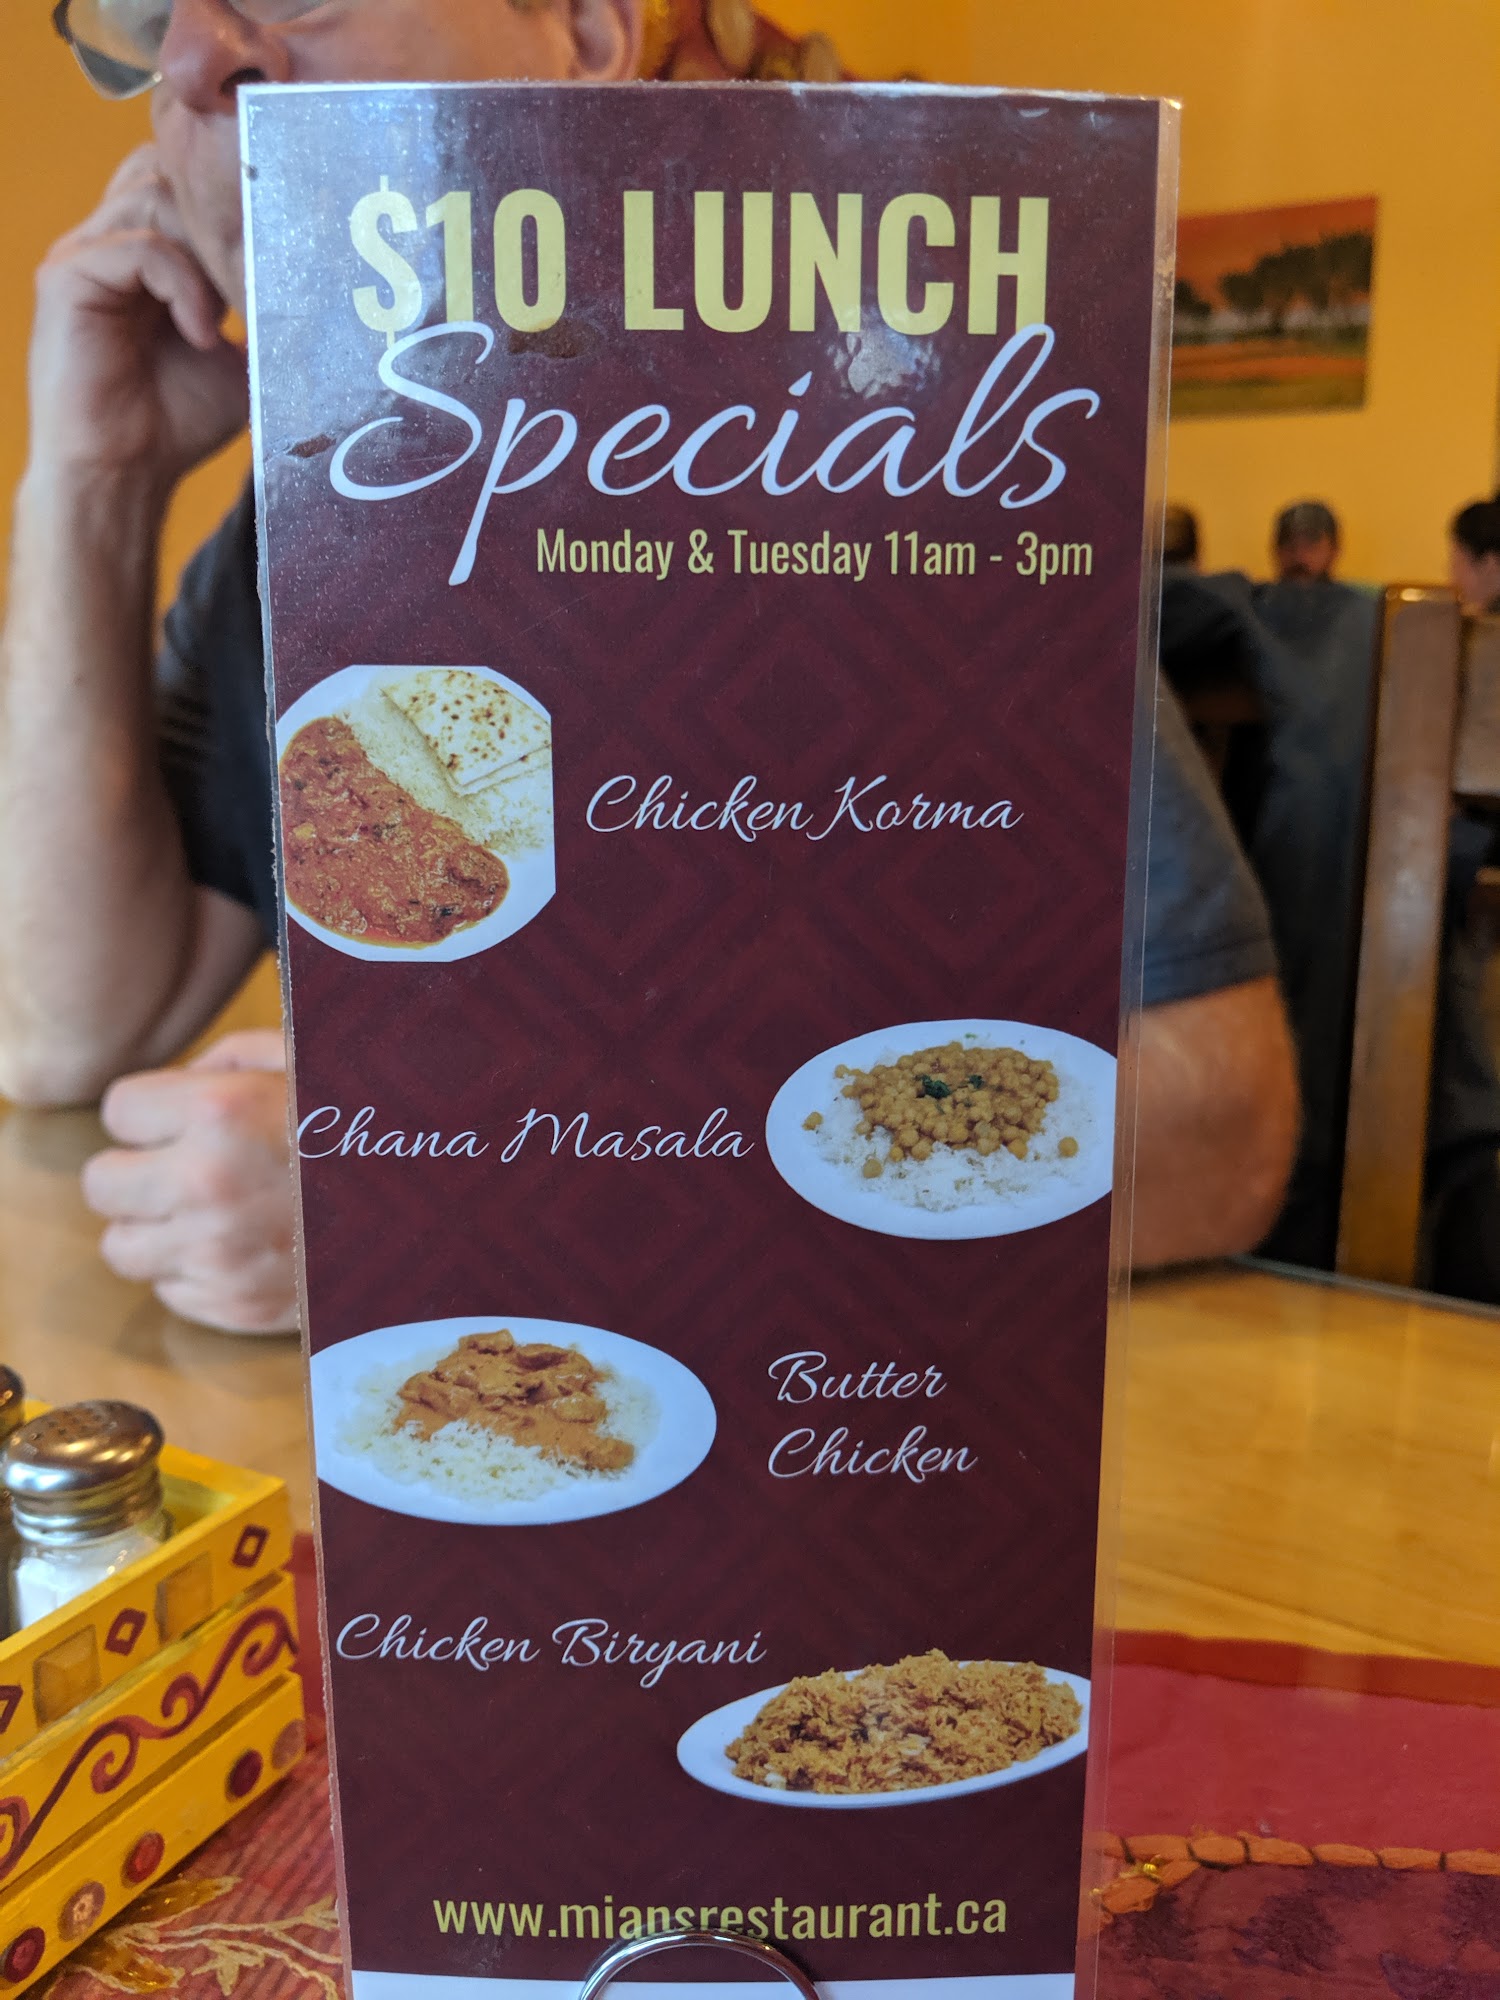 $10 LUNCH
Specials
Monday & Tuesday 11am - 3pm
Chicken Korma
Chana Masala
Butter
Chicken
Chicken Biryani
www.miansrestaurant.ca